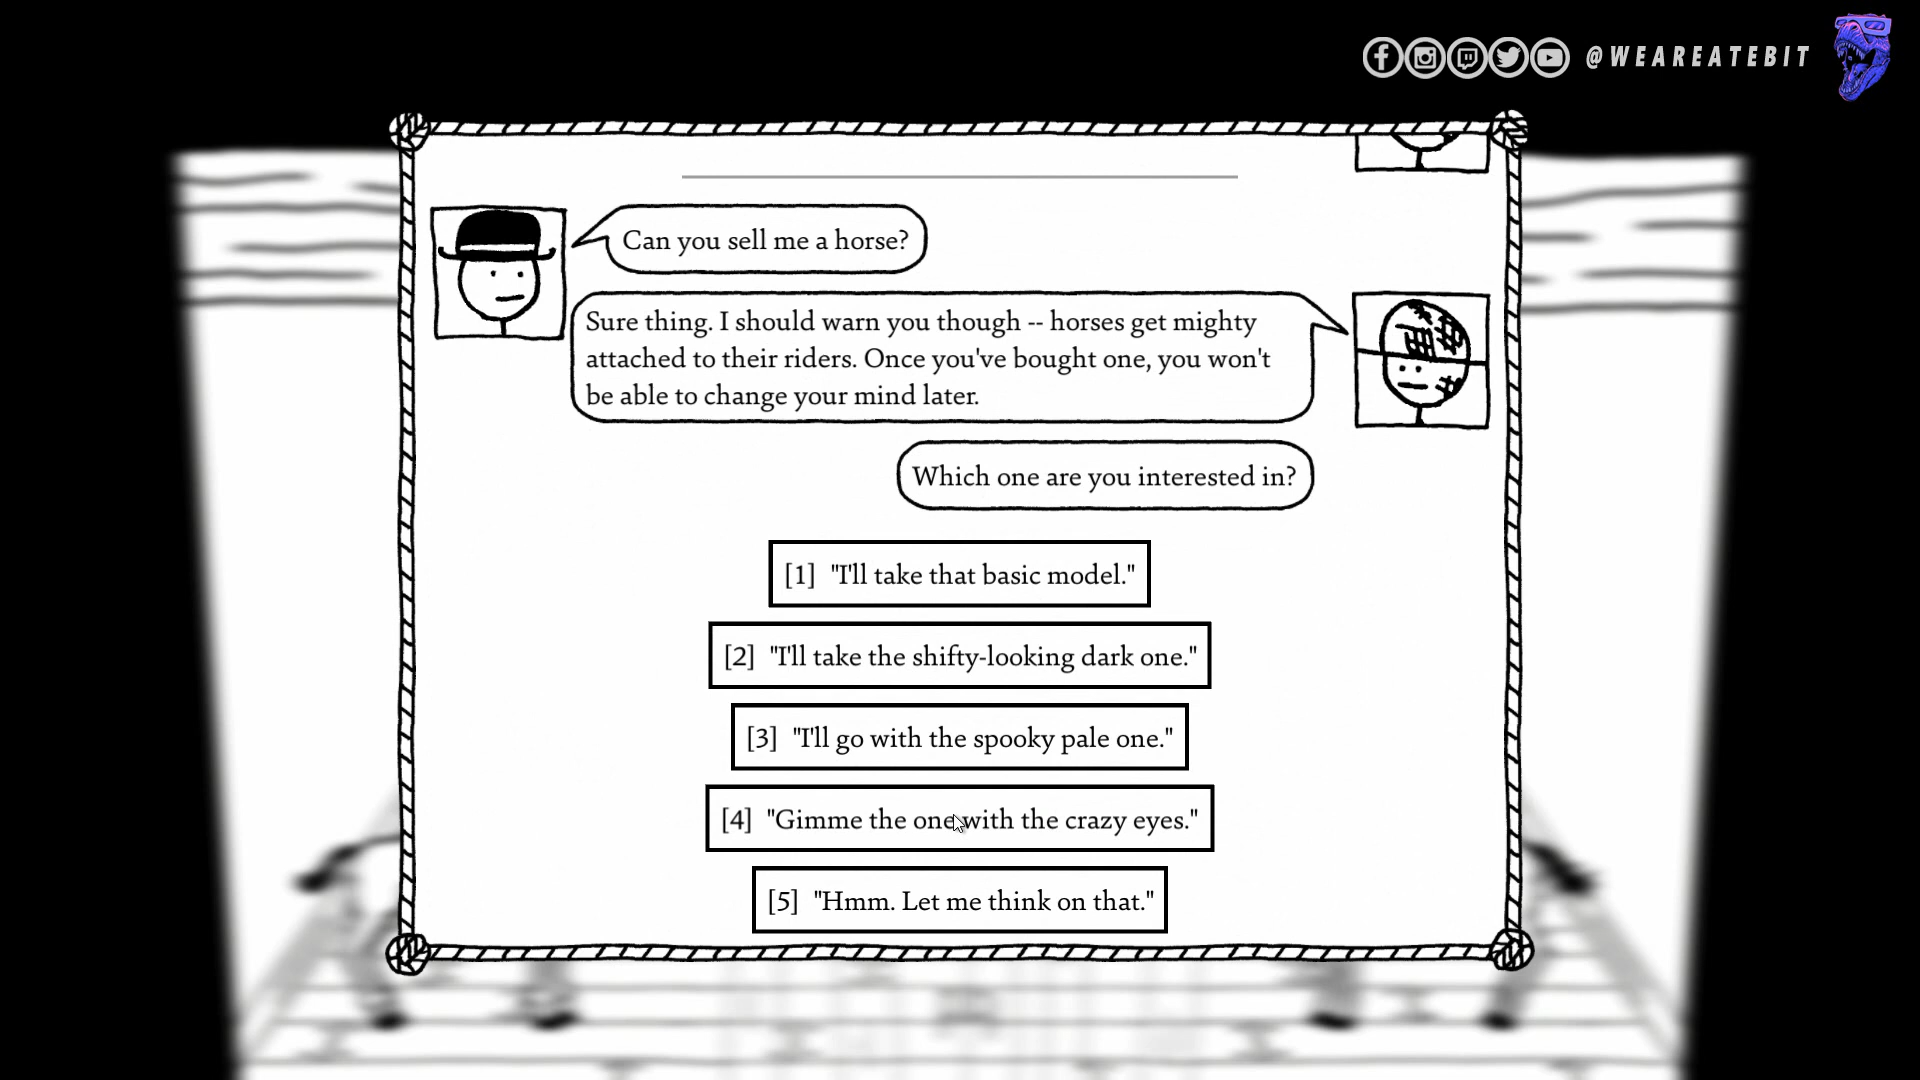 @WEAREATEBIT
Can you sell me a horse?
Sure thing. I should warn you though -- horses get mighty
attached to their riders. Once you've bought one, you won't
be able to change your mind later.
Which one are you interested in?
[1] "I'll take that basic model."
[2] "I'll take the shifty-looking dark one."
[3] "I'll go with the spooky pale one."
[4] "Gimme the one with the crazy eyes."
[5] "Hmm. Let me think on that."